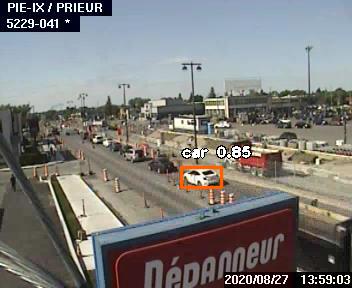 PIE-IX / PRIEUR
5229-041 *
car 0.85
Dépanneur
2020/08/27 13:59:03